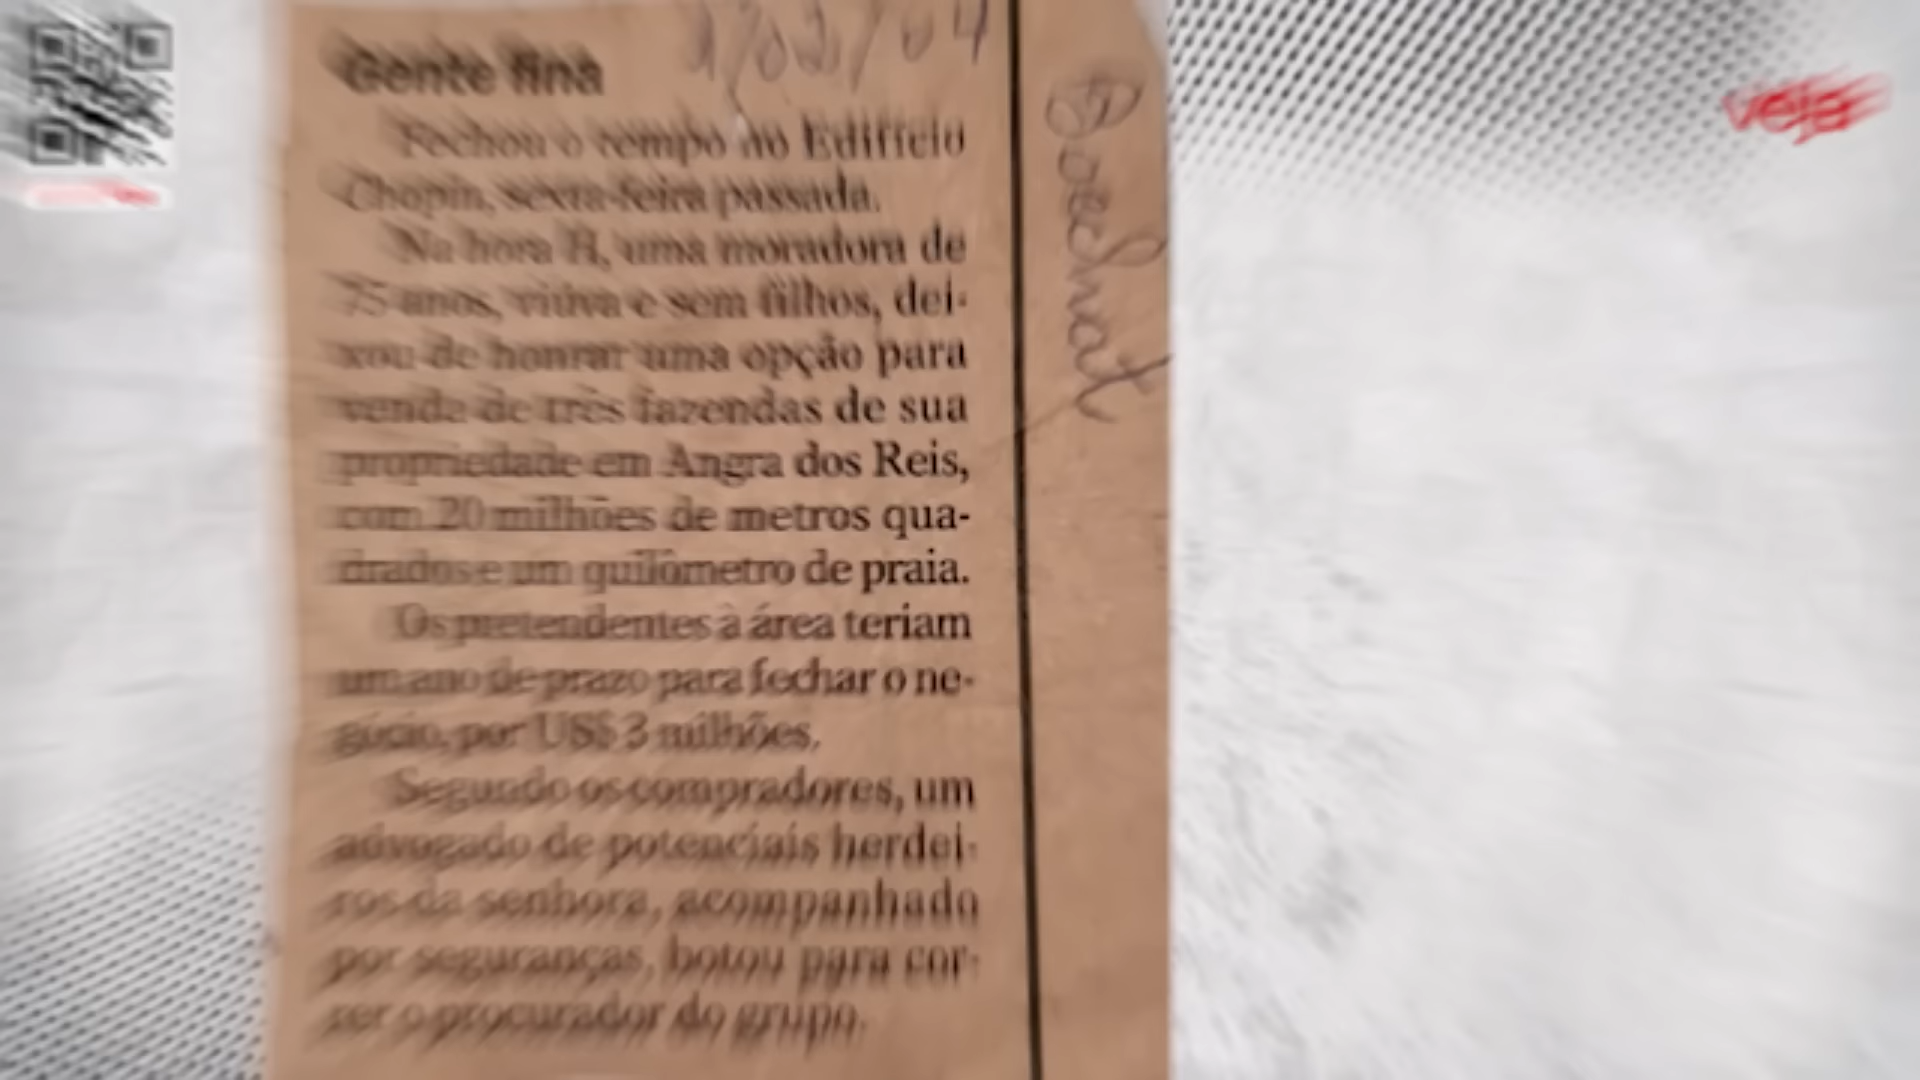 Gente fina
/02/04
Fechou o tempo no Edifício
Chopin, sexta-feira passada.
Na hora H, uma moradora de
75 anos, viúva e sem filhos, dei-
xou de honrar uma opção para
venda de três fazendas de sua
propriedade em Angra dos Reis,
com 20 milhões de metros qua-
drados e um quilômetro de praia.
Os pretendentes à área teriam
um ano de prazo para fechar o ne-
gócio, por US$ 3 milhões.
Segundo os compradores, um
advogado de potenciais herdei-
ros da senhora, acompanhado
por seguranças, botou para cor-
rer o procurador do grupo.
Boechat
veja